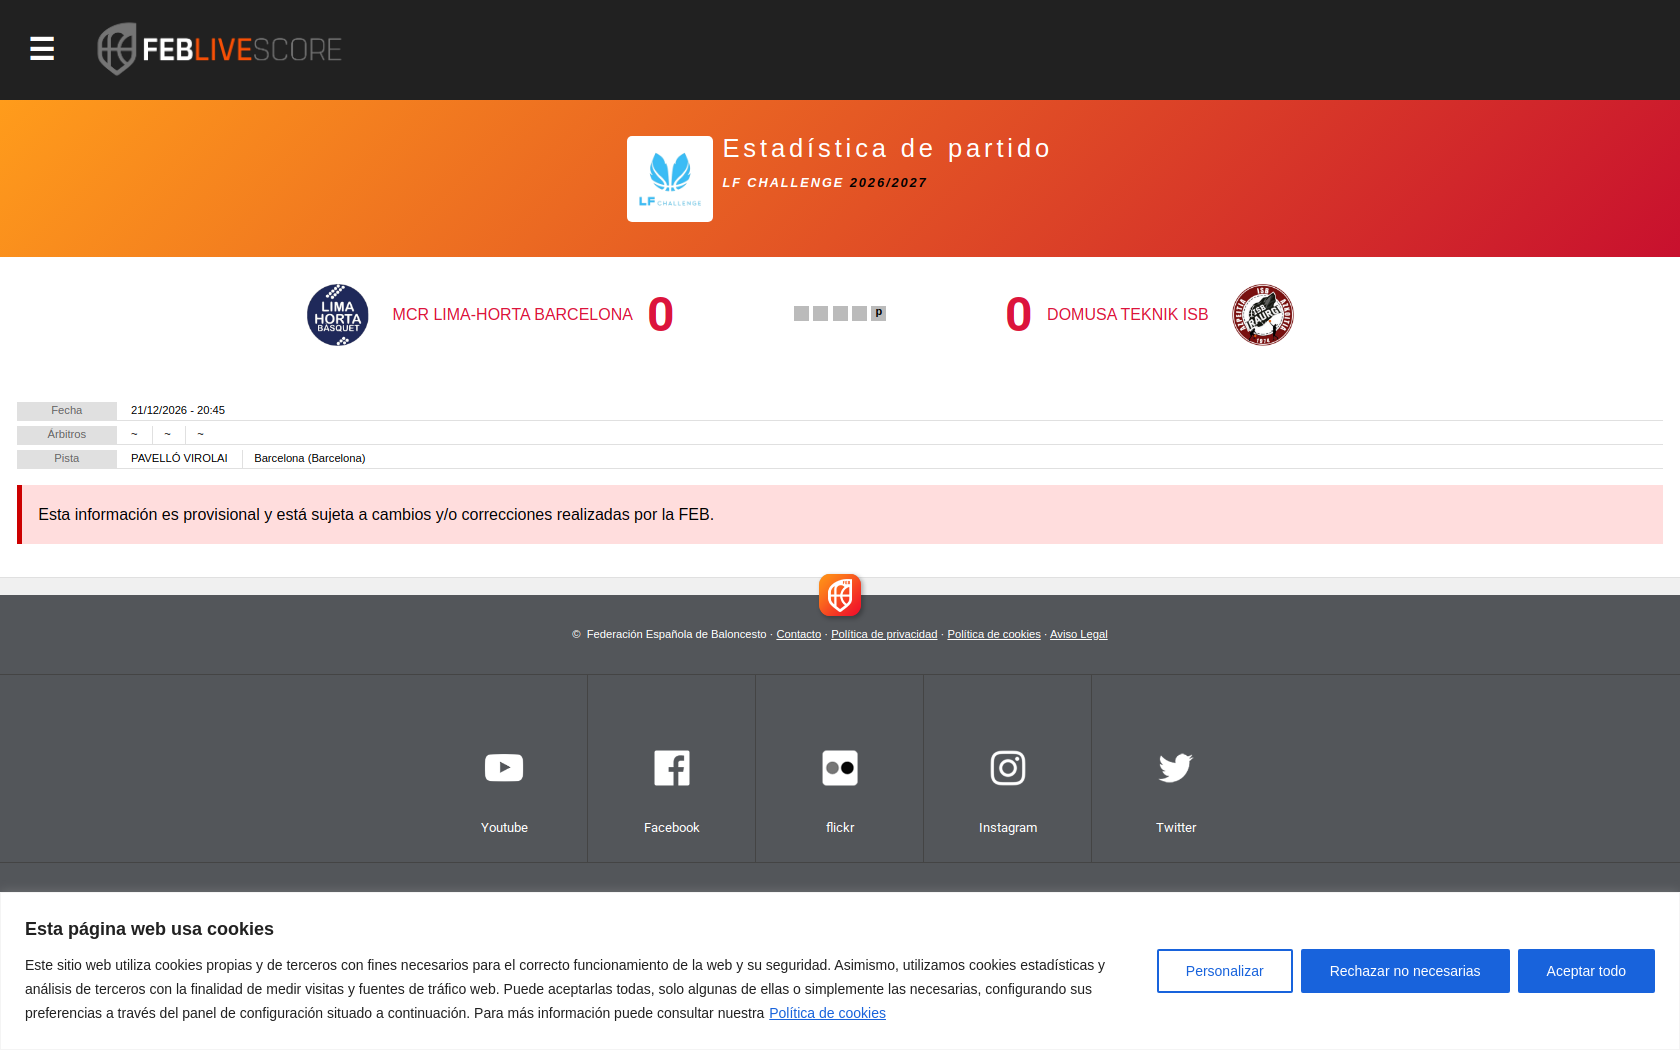 FEBLIVESCORE
Estadística de partido
LF CHALLENGE
LF CHALLENGE 2026/2027
LIMA
HORTA
BÀSQUET
MCR LIMA-HORTA BARCELONA 0
p
0 DOMUSA TEKNIK ISB
ISB
IRAURGI
1974
Fecha 21/12/2026 - 20:45
Árbitros ~ ~ ~
Pista PAVELLÓ VIROLAI Barcelona (Barcelona)
Esta información es provisional y está sujeta a cambios y/o correcciones realizadas por la FEB.
© Federación Española de Baloncesto · Contacto · Política de privacidad · Política de cookies · Aviso Legal
Youtube Facebook flickr Instagram Twitter
Esta página web usa cookies
Este sitio web utiliza cookies propias y de terceros con fines necesarios para el correcto funcionamiento de la web y su seguridad. Asimismo, utilizamos cookies estadísticas y
análisis de terceros con la finalidad de medir visitas y fuentes de tráfico web. Puede aceptarlas todas, solo algunas de ellas o simplemente las necesarias, configurando sus
preferencias a través del panel de configuración situado a continuación. Para más información puede consultar nuestra Política de cookies
Personalizar Rechazar no necesarias Aceptar todo